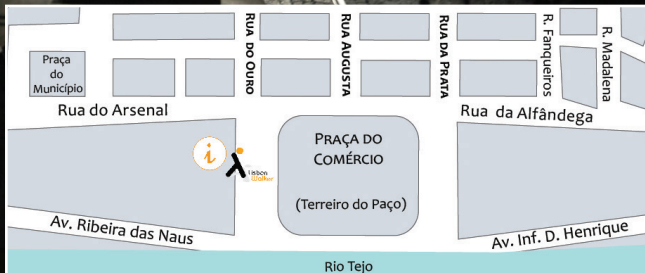 RUA DO OURO
RUA AUGUSTA
RUA DA PRATA
R. Fanqueiros
R. Madalena
Praça
do
Município
Rua do Arsenal
Rua da Alfândega
PRAÇA DO
COMÉRCIO
i
Lisbon
Walker
(Terreiro do Paço)
Av. Ribeira das Naus
Av. Inf. D. Henrique
Rio Tejo